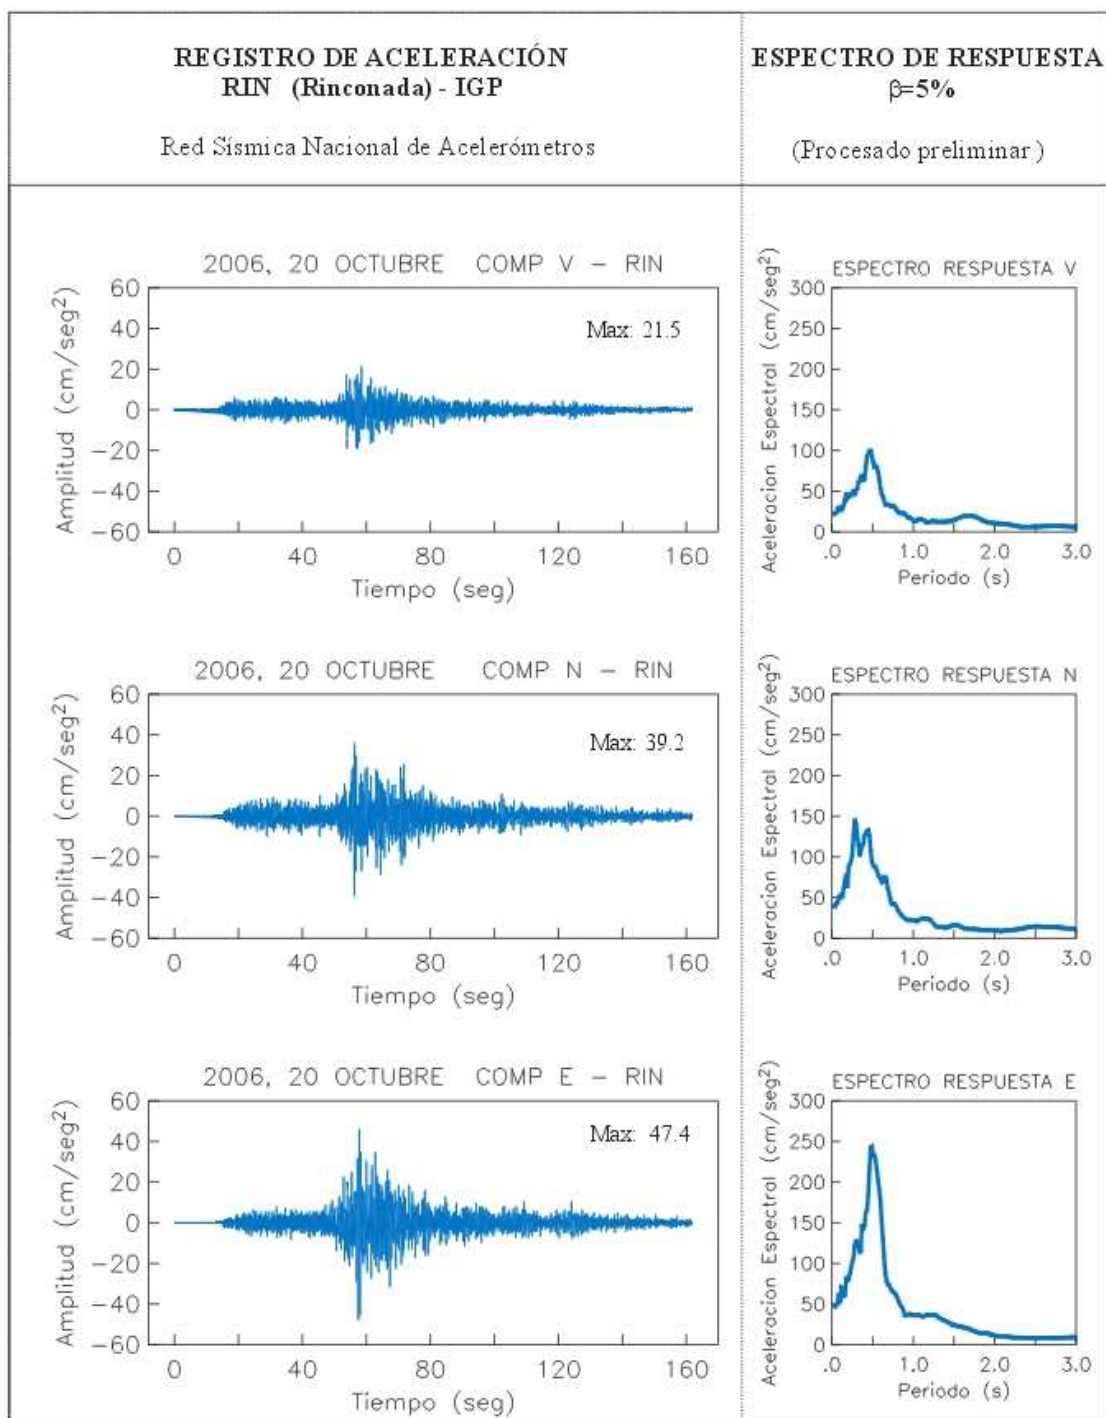 REGISTRO DE ACELERACIÓN
RIN (Rinconada) - IGP
Red Sísmica Nacional de Acelerómetros
ESPECTRO DE RESPUESTA
β=5%
(Procesado preliminar )
2006, 20 OCTUBRE COMP V – RIN
Amplitud (cm/seg²)
60
40
20
0
−20
−40
−60
Max: 21.5
0 40 80 120 160
Tiempo (seg)
ESPECTRO RESPUESTA V
Aceleracion Espectral (cm/seg²)
300
250
200
150
100
50
0
.0 1.0 2.0 3.0
Periodo (s)
2006, 20 OCTUBRE COMP N – RIN
Amplitud (cm/seg²)
60
40
20
0
−20
−40
−60
Max: 39.2
0 40 80 120 160
Tiempo (seg)
ESPECTRO RESPUESTA N
Aceleracion Espectral (cm/seg²)
300
250
200
150
100
50
0
.0 1.0 2.0 3.0
Periodo (s)
2006, 20 OCTUBRE COMP E – RIN
Amplitud (cm/seg²)
60
40
20
0
−20
−40
−60
Max: 47.4
0 40 80 120 160
Tiempo (seg)
ESPECTRO RESPUESTA E
Aceleracion Espectral (cm/seg²)
300
250
200
150
100
50
0
.0 1.0 2.0 3.0
Periodo (s)